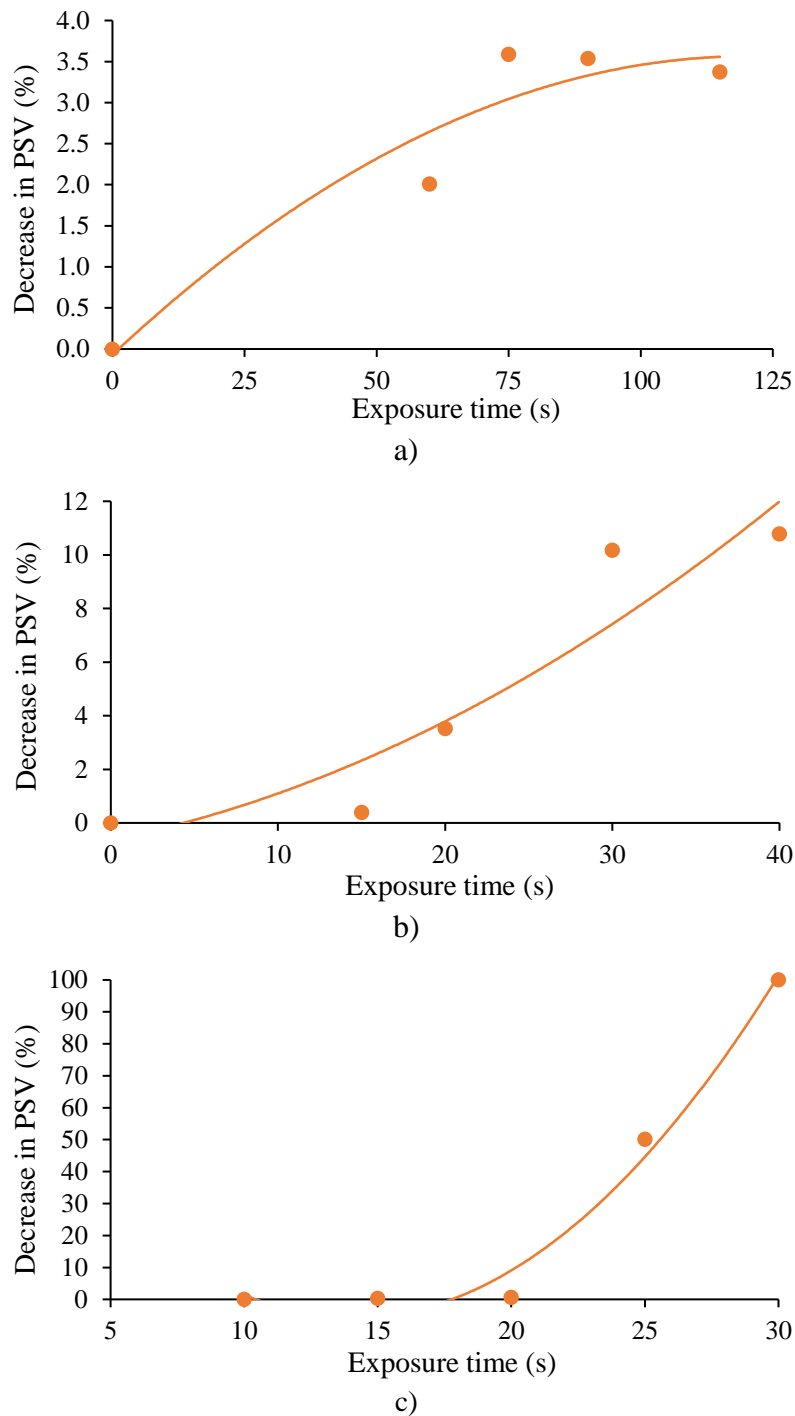 Decrease in PSV (%)
4.0
3.5
3.0
2.5
2.0
1.5
1.0
0.5
0.0
0 25 50 75 100 125
Exposure time (s)
a)
Decrease in PSV (%)
12
10
8
6
4
2
0
0 10 20 30 40
Exposure time (s)
b)
Decrease in PSV (%)
100
90
80
70
60
50
40
30
20
10
0
5 10 15 20 25 30
Exposure time (s)
c)